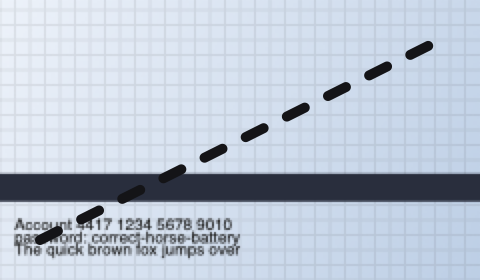 Account 4417 1234 5678 9010
password: correct-horse-battery
The quick brown fox jumps over